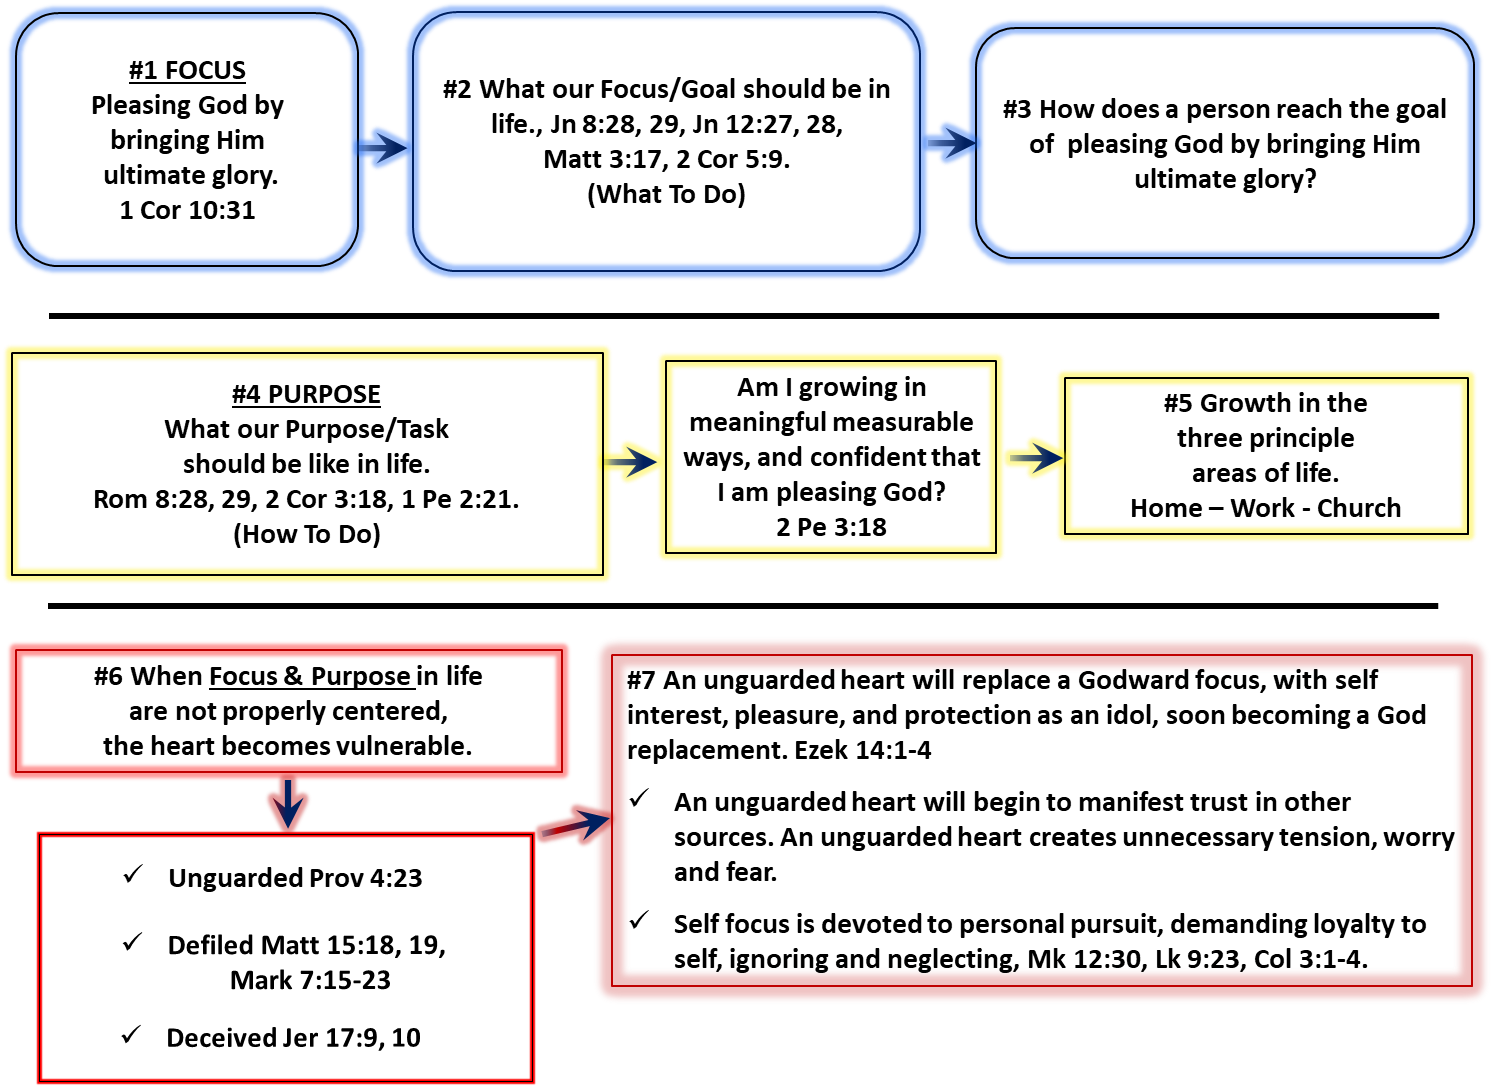 #1 FOCUS
Pleasing God by
bringing Him
ultimate glory.
1 Cor 10:31
#2 What our Focus/Goal should be in
life., Jn 8:28, 29, Jn 12:27, 28,
Matt 3:17, 2 Cor 5:9.
(What To Do)
#3 How does a person reach the goal
of pleasing God by bringing Him
ultimate glory?
#4 PURPOSE
What our Purpose/Task
should be like in life.
Rom 8:28, 29, 2 Cor 3:18, 1 Pe 2:21.
(How To Do)
Am I growing in
meaningful measurable
ways, and confident that
I am pleasing God?
2 Pe 3:18
#5 Growth in the
three principle
areas of life.
Home – Work - Church
#6 When Focus & Purpose in life
are not properly centered,
the heart becomes vulnerable.
✓ Unguarded Prov 4:23
✓ Defiled Matt 15:18, 19,
Mark 7:15-23
✓ Deceived Jer 17:9, 10
#7 An unguarded heart will replace a Godward focus, with self
interest, pleasure, and protection as an idol, soon becoming a God
replacement. Ezek 14:1-4
✓ An unguarded heart will begin to manifest trust in other
sources. An unguarded heart creates unnecessary tension, worry
and fear.
✓ Self focus is devoted to personal pursuit, demanding loyalty to
self, ignoring and neglecting, Mk 12:30, Lk 9:23, Col 3:1-4.